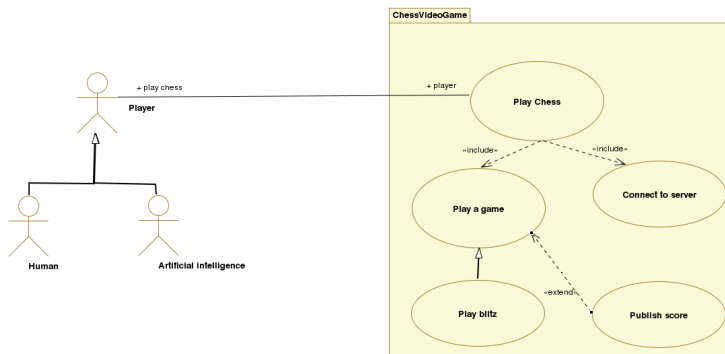 ChessVideoGame
+ play chess
+ player
Player
Play Chess
«include»
«include»
Play a game
Connect to server
Human
Artificial intelligence
«extend»
Play blitz
Publish score